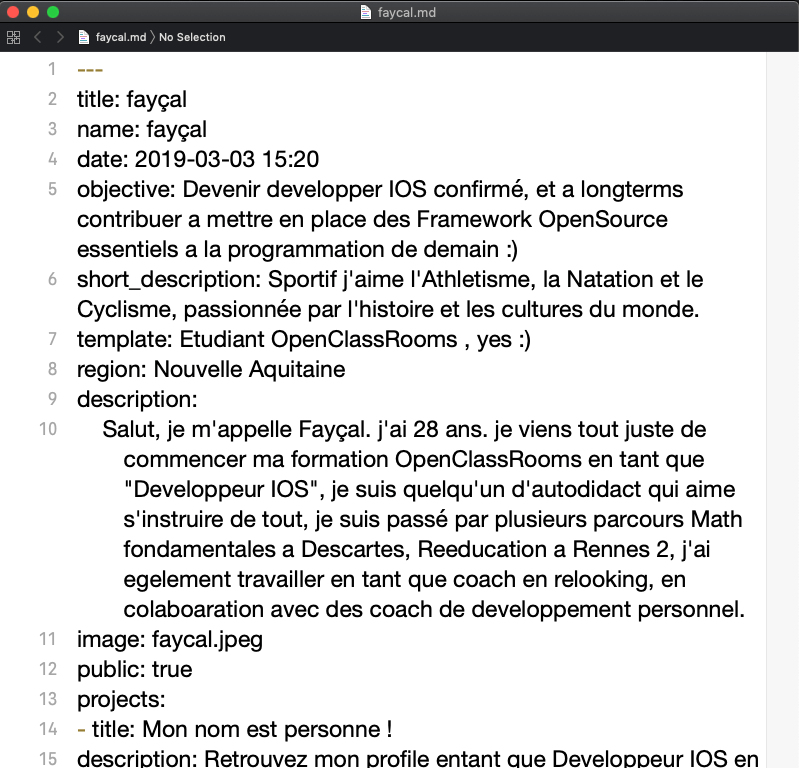 faycal.md
faycal.md 〉No Selection
1 ---
2 title: fayçal
3 name: fayçal
4 date: 2019-03-03 15:20
5 objective: Devenir developper IOS confirmé, et a longterms
contribuer a mettre en place des Framework OpenSource
essentiels a la programmation de demain :)
6 short_description: Sportif j'aime l'Athletisme, la Natation et le
Cyclisme, passionnée par l'histoire et les cultures du monde.
7 template: Etudiant OpenClassRooms , yes :)
8 region: Nouvelle Aquitaine
9 description:
10 Salut, je m'appelle Fayçal. j'ai 28 ans. je viens tout juste de
commencer ma formation OpenClassRooms en tant que
"Developpeur IOS", je suis quelqu'un d'autodidact qui aime
s'instruire de tout, je suis passé par plusieurs parcours Math
fondamentales a Descartes, Reeducation a Rennes 2, j'ai
egelement travailler en tant que coach en relooking, en
colaboaration avec des coach de developpement personnel.
11 image: faycal.jpeg
12 public: true
13 projects:
14 - title: Mon nom est personne !
15 description: Retrouvez mon profile entant que Developpeur IOS en